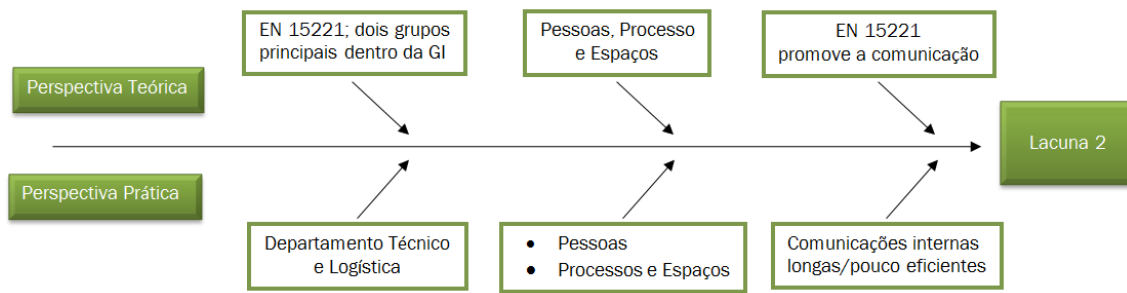 EN 15221; dois grupos
principais dentro da GI
Pessoas, Processo
e Espaços
EN 15221
promove a comunicação
Perspectiva Teórica
Lacuna 2
Perspectiva Prática
Departamento Técnico
e Logística
• Pessoas
• Processos e Espaços
Comunicações internas
longas/pouco eficientes